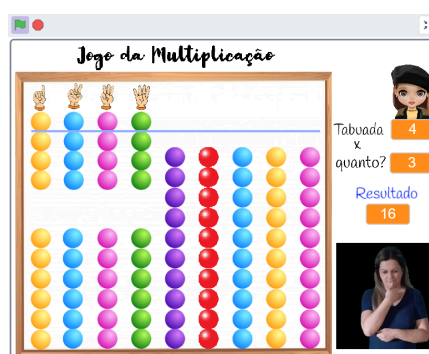 Jogo da Multiplicação
Tabuada
4
x
quanto?
3
Resultado
16